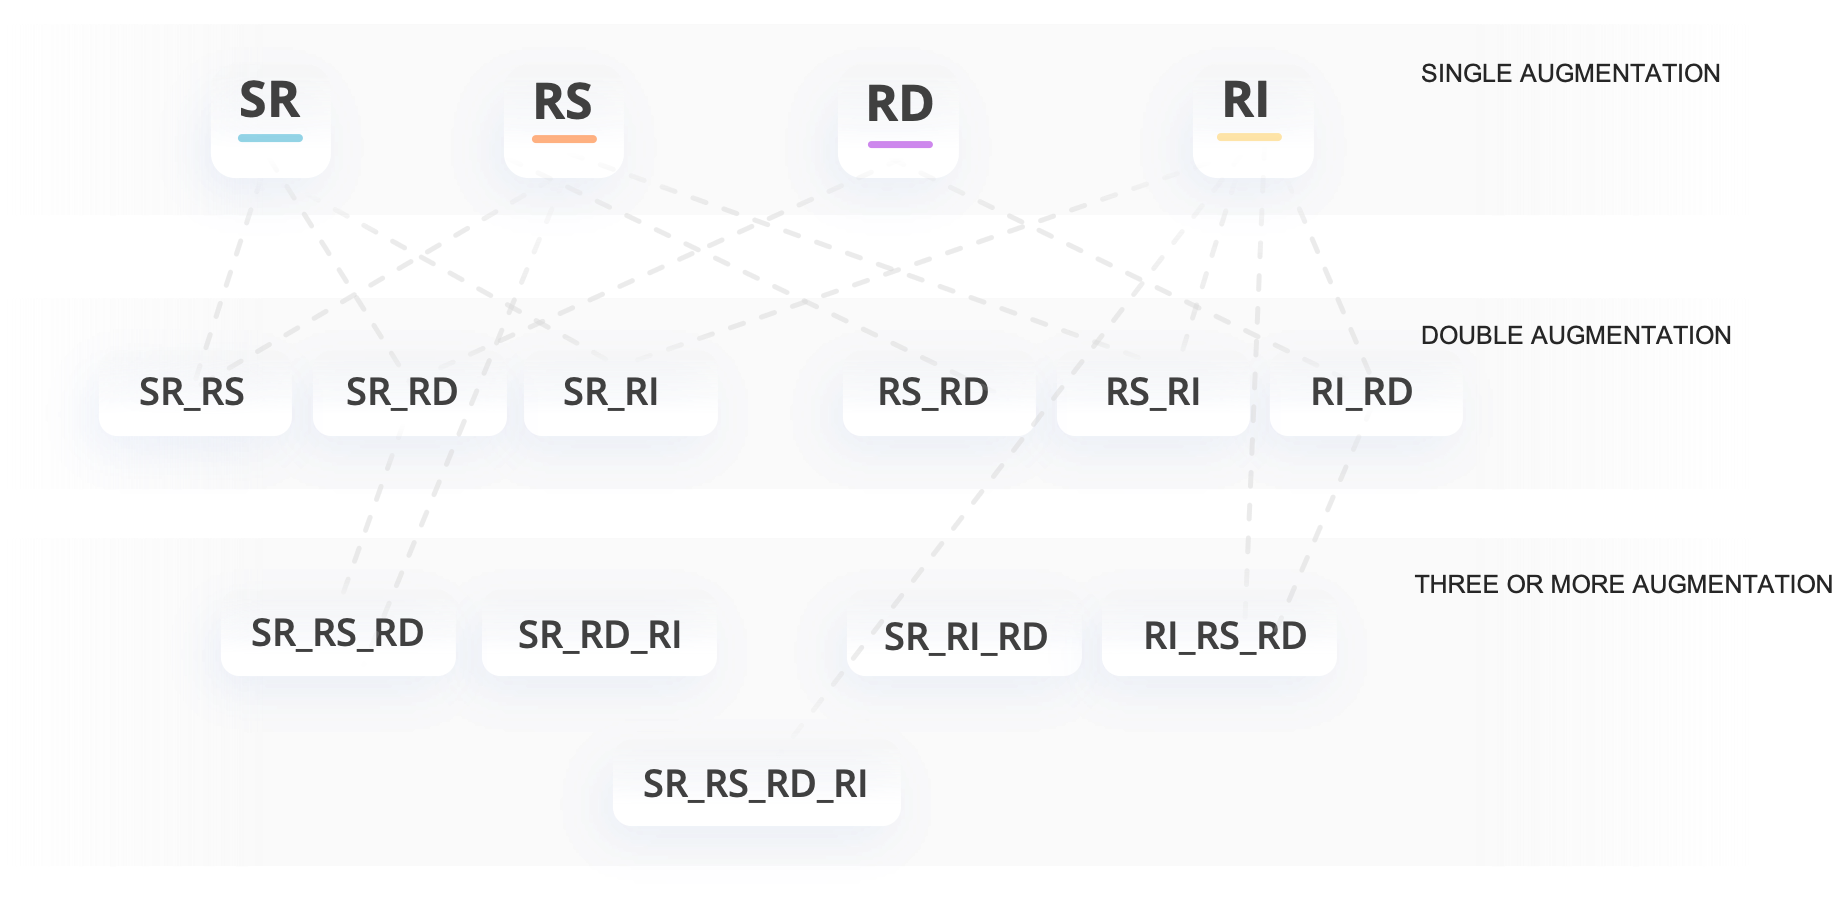 SR
RS
RD
RI
SINGLE AUGMENTATION
DOUBLE AUGMENTATION
SR_RS
SR_RD
SR_RI
RS_RD
RS_RI
RI_RD
THREE OR MORE AUGMENTATION
SR_RS_RD
SR_RD_RI
SR_RI_RD
RI_RS_RD
SR_RS_RD_RI